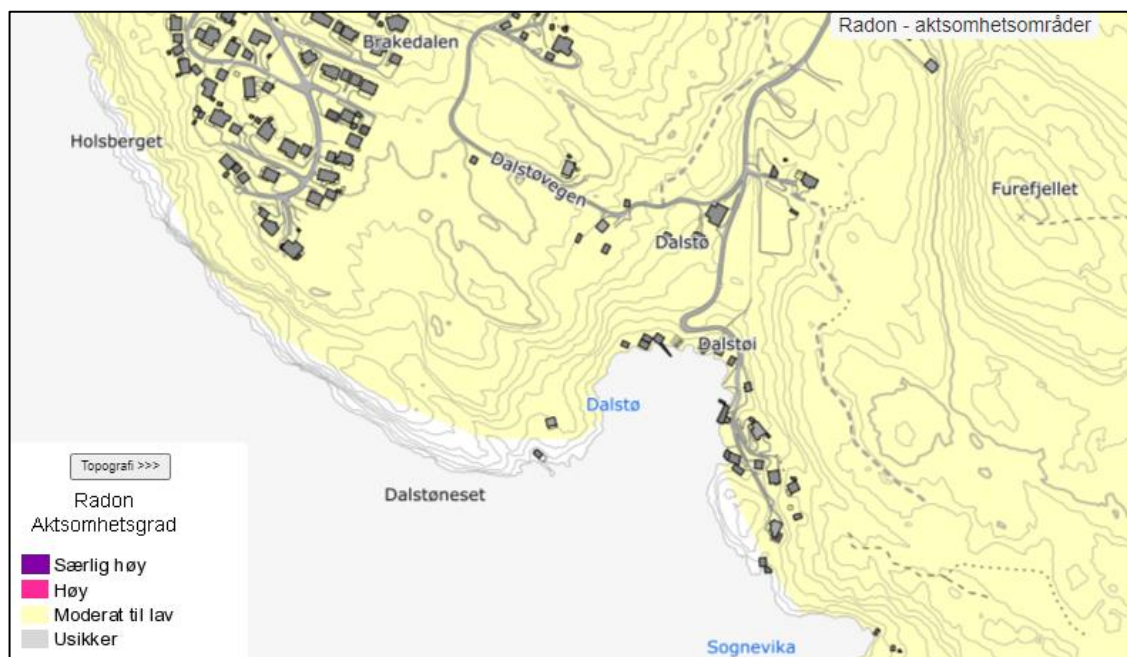 Radon - aktsomhetsområder
Brakedalen
Holsberget
Dalstøvegen
Furefjellet
Dalstø
Dalstøi
Dalstø
Dalstøneset
Sognevika
Topografi >>>
Radon
Aktsomhetsgrad
Særlig høy
Høy
Moderat til lav
Usikker